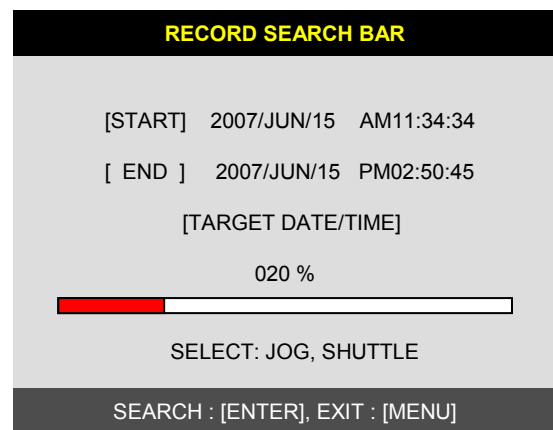 RECORD SEARCH BAR
[START] 2007/JUN/15 AM11:34:34
[ END ] 2007/JUN/15 PM02:50:45
[TARGET DATE/TIME]
020 %
SELECT: JOG, SHUTTLE
SEARCH : [ENTER], EXIT : [MENU]